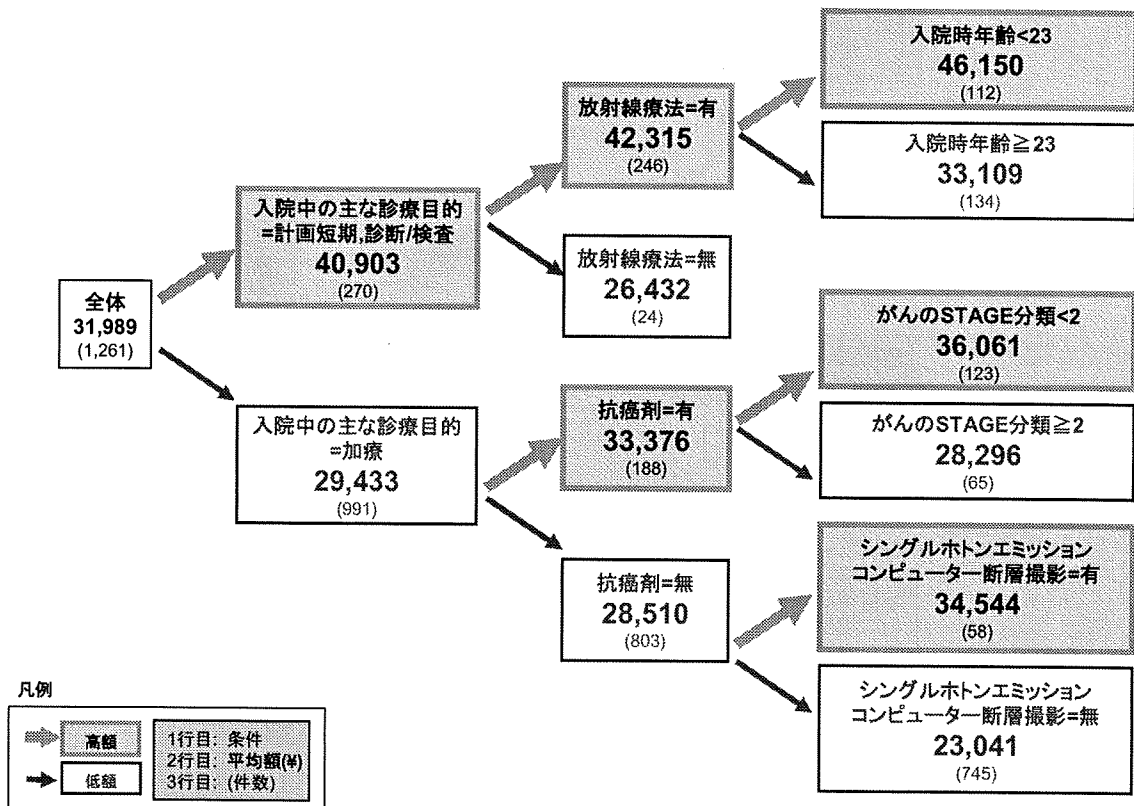 全体
31,989
(1,261)
入院中の主な診療目的
=計画短期,診断/検査
40,903
(270)
入院中の主な診療目的
=加療
29,433
(991)
放射線療法=有
42,315
(246)
放射線療法=無
26,432
(24)
抗癌剤=有
33,376
(188)
抗癌剤=無
28,510
(803)
入院時年齢<23
46,150
(112)
入院時年齢≧23
33,109
(134)
がんのSTAGE分類<2
36,061
(123)
がんのSTAGE分類≧2
28,296
(65)
シングルホトンエミッション
コンピューター断層撮影=有
34,544
(58)
シングルホトンエミッション
コンピューター断層撮影=無
23,041
(745)
凡例
高額
低額
1行目: 条件
2行目: 平均額(¥)
3行目: (件数)